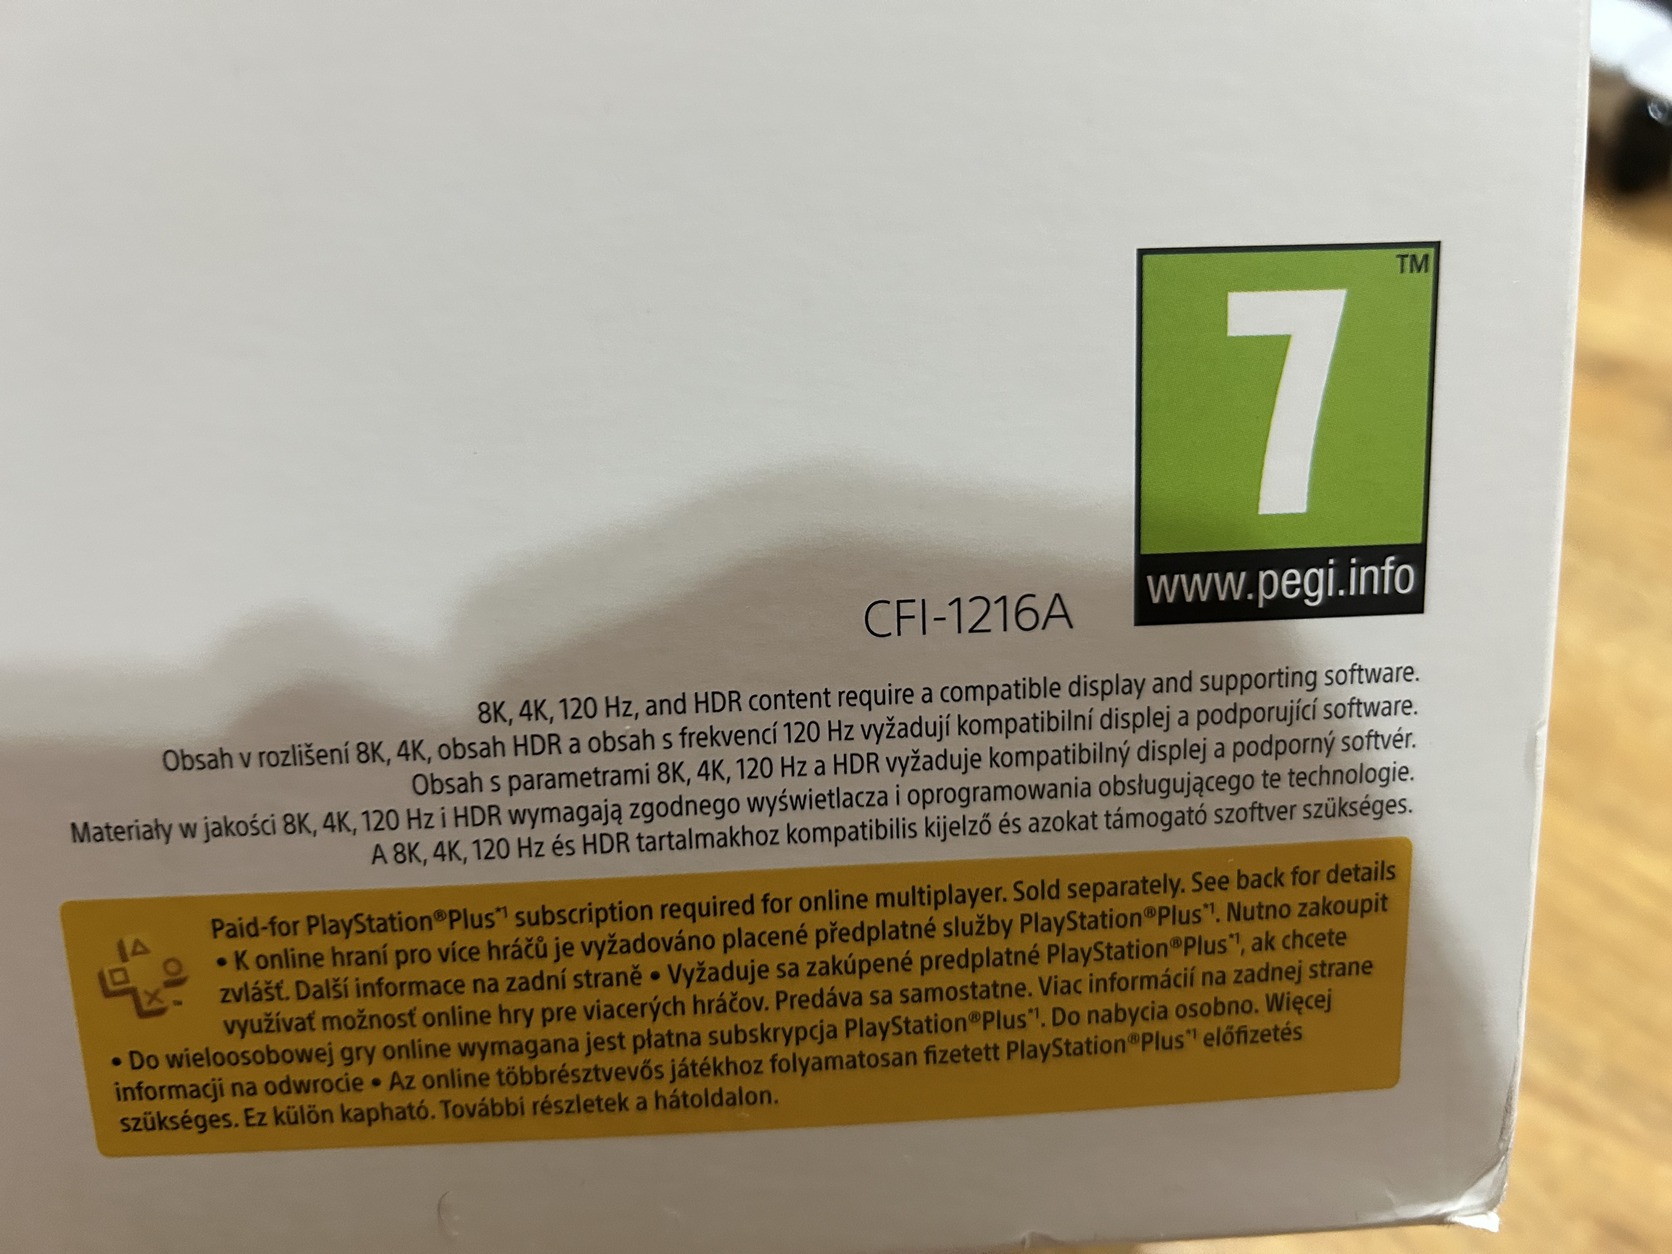 TM
7
www.pegi.info
CFI-1216A
8K, 4K, 120 Hz, and HDR content require a compatible display and supporting software.
Obsah v rozlišení 8K, 4K, obsah HDR a obsah s frekvencí 120 Hz vyžadují kompatibilní displej a podporující software.
Obsah s parametrami 8K, 4K, 120 Hz a HDR vyžaduje kompatibilný displej a podporný softvér.
Materiały w jakości 8K, 4K, 120 Hz i HDR wymagają zgodnego wyświetlacza i oprogramowania obsługującego te technologie.
A 8K, 4K, 120 Hz és HDR tartalmakhoz kompatibilis kijelző és azokat támogató szoftver szükséges.
Paid-for PlayStation®Plus*1 subscription required for online multiplayer. Sold separately. See back for details
• K online hraní pro více hráčů je vyžadováno placené předplatné služby PlayStation®Plus*1. Nutno zakoupit
zvlášť. Další informace na zadní straně • Vyžaduje sa zakúpené predplatné PlayStation®Plus*1, ak chcete
využívať možnosť online hry pre viacerých hráčov. Predáva sa samostatne. Viac informácií na zadnej strane
• Do wieloosobowej gry online wymagana jest płatna subskrypcja PlayStation®Plus*1. Do nabycia osobno. Więcej
informacji na odwrocie • Az online többrésztvevős játékhoz folyamatosan fizetett PlayStation®Plus*1 előfizetés
szükséges. Ez külön kapható. További részletek a hátoldalon.